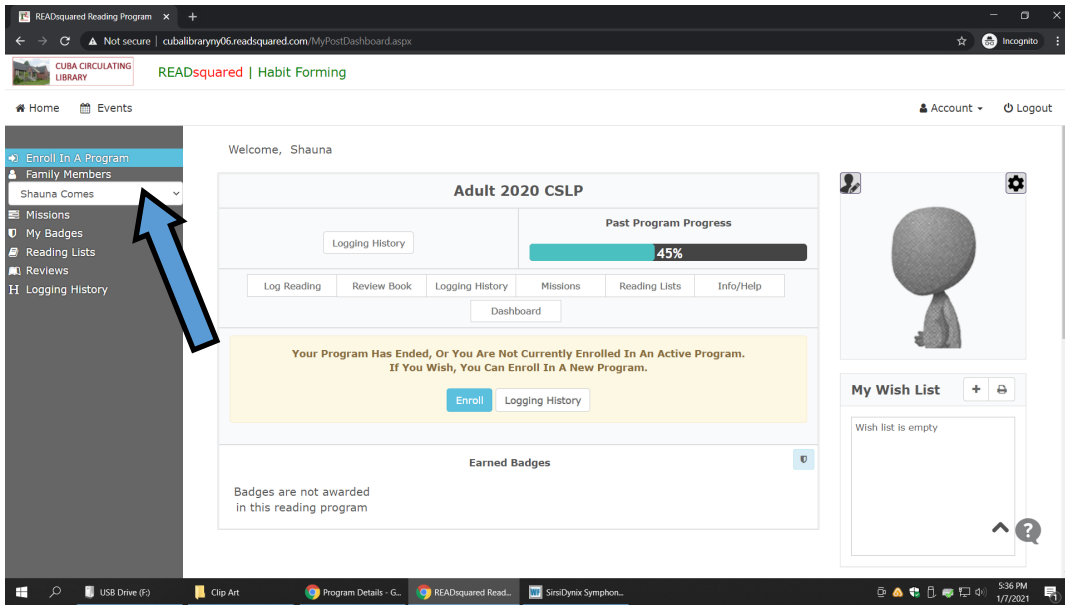 READsquared Reading Program
Not secure | cubalibraryny06.readsquared.com/MyPostDashboard.aspx
Incognito
CUBA CIRCULATING
LIBRARY
READsquared | Habit Forming
Home
Events
Account
Logout
Enroll In A Program
Family Members
Shauna Comes
Missions
My Badges
Reading Lists
Reviews
Logging History
Welcome, Shauna
Adult 2020 CSLP
Logging History
Past Program Progress
45%
Log Reading
Review Book
Logging History
Missions
Reading Lists
Info/Help
Dashboard
Your Program Has Ended, Or You Are Not Currently Enrolled In An Active Program.
If You Wish, You Can Enroll In A New Program.
Enroll
Logging History
Earned Badges
Badges are not awarded
in this reading program
My Wish List
Wish list is empty
USB Drive (F:)
Clip Art
Program Details - G...
READsquared Read...
SirsiDynix Symphon...
5:36 PM
1/7/2021